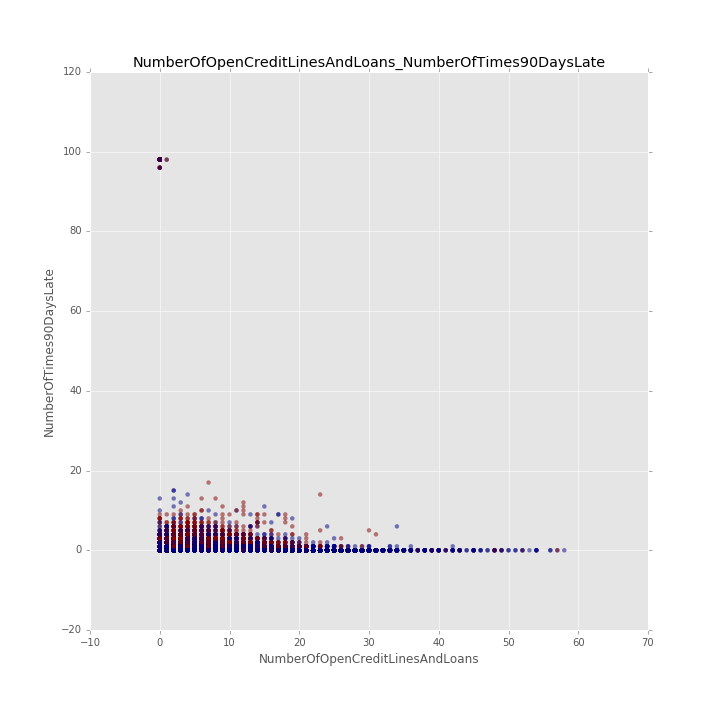 NumberOfOpenCreditLinesAndLoans_NumberOfTimes90DaysLate
120
100
80
60
40
20
0
−20
NumberOfTimes90DaysLate
−10 0 10 20 30 40 50 60 70
NumberOfOpenCreditLinesAndLoans